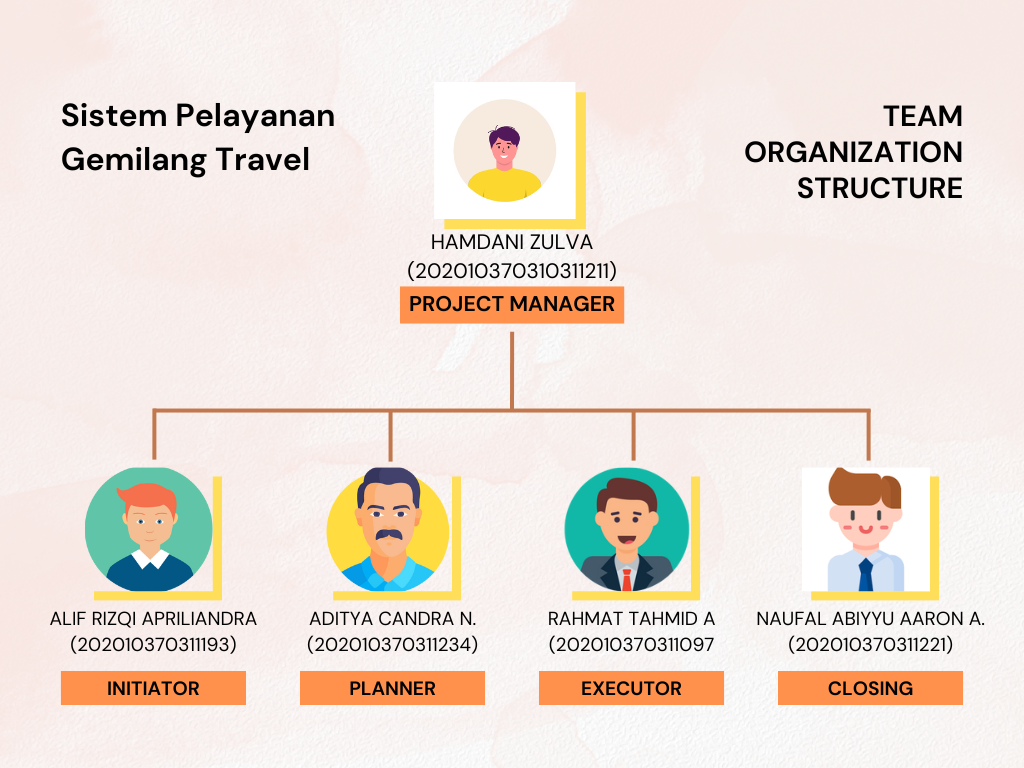 Sistem Pelayanan
Gemilang Travel
TEAM
ORGANIZATION
STRUCTURE
HAMDANI ZULVA
(202010370310311211)
PROJECT MANAGER
ALIF RIZQI APRILIANDRA
(202010370311193)
INITIATOR
ADITYA CANDRA N.
(202010370311234)
PLANNER
RAHMAT TAHMID A
(202010370311097
EXECUTOR
NAUFAL ABIYYU AARON A.
(202010370311221)
CLOSING